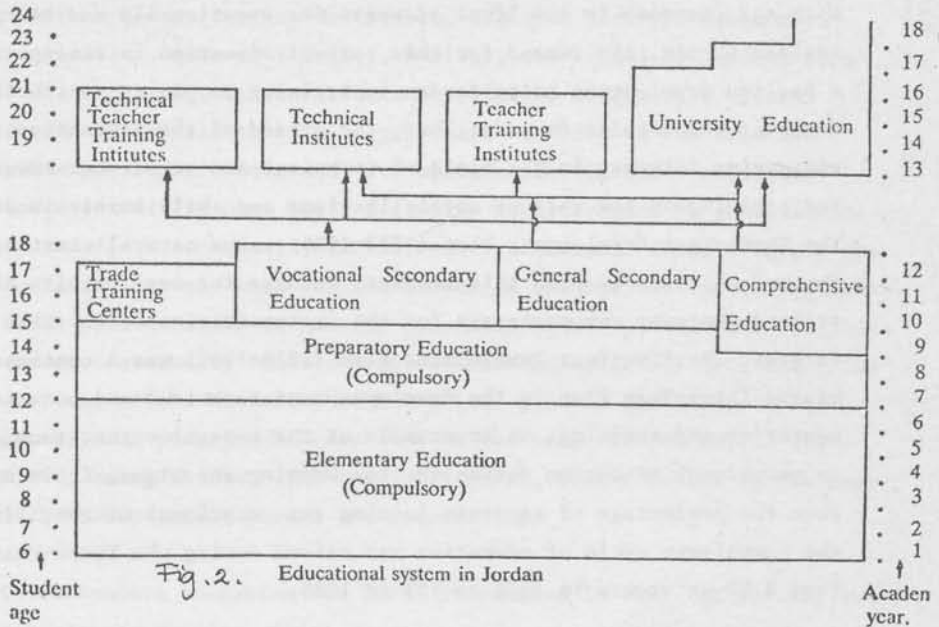 24
23
22
21
20
19
18
17
16
15
14
13
12
11
10
9
8
7
6
Student
age
Technical
Teacher
Training
Intitutes
Technical
Institutes
Teacher
Training
Institutes
University Education
Trade
Training
Centers
Vocational Secondary
Education
General Secondary
Education
Comprehensive
Education
Preparatory Education
(Compulsory)
Elementary Education
(Compulsory)
18
17
16
15
14
13
12
11
10
9
8
7
6
5
4
3
2
1
Acaden
year.
Fig.2. Educational system in Jordan